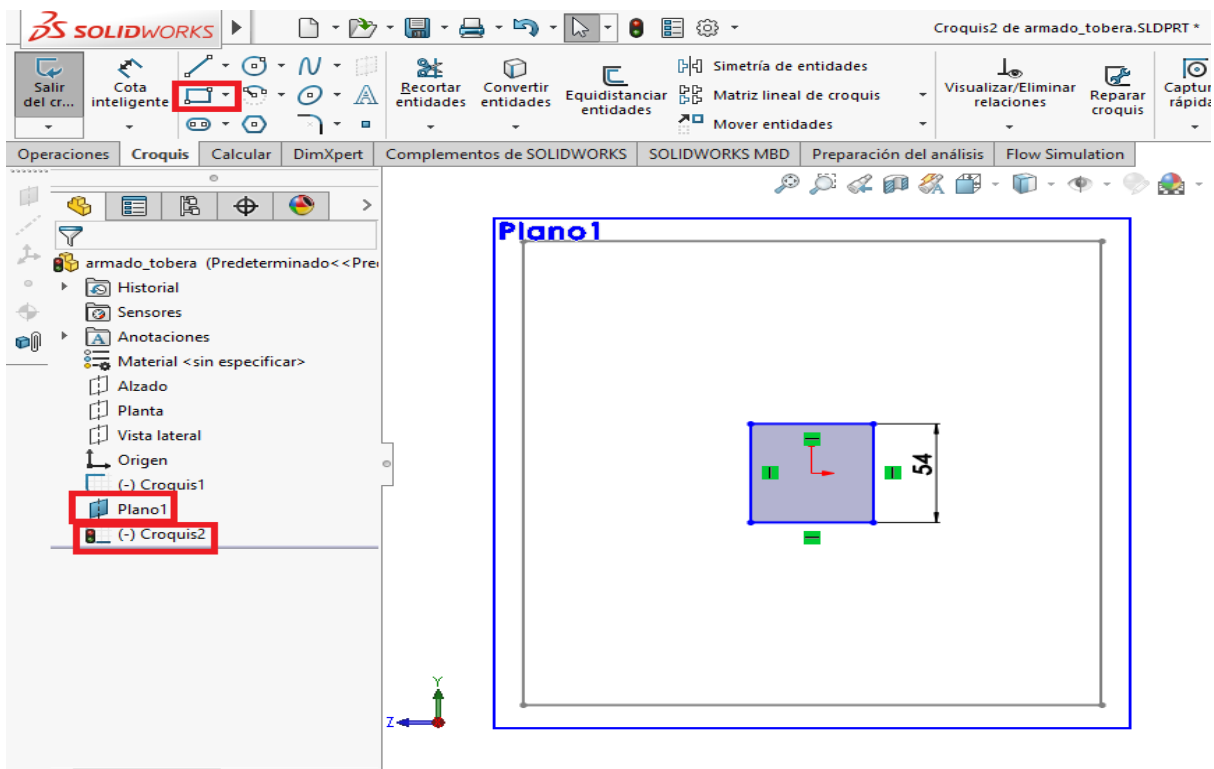 SOLIDWORKS
Croquis2 de armado_tobera.SLDPRT *
Salir del cr...
Cota inteligente
Recortar entidades
Convertir entidades
Equidistanciar entidades
Simetría de entidades
Matriz lineal de croquis
Mover entidades
Visualizar/Eliminar relaciones
Reparar croquis
Captur
rápida
Operaciones
Croquis
Calcular
DimXpert
Complementos de SOLIDWORKS
SOLIDWORKS MBD
Preparación del análisis
Flow Simulation
armado_tobera (Predeterminado<<Pre
Historial
Sensores
Anotaciones
Material <sin especificar>
Alzado
Planta
Vista lateral
Origen
(-) Croquis1
Plano1
(-) Croquis2
Plano1
54
Y
Z